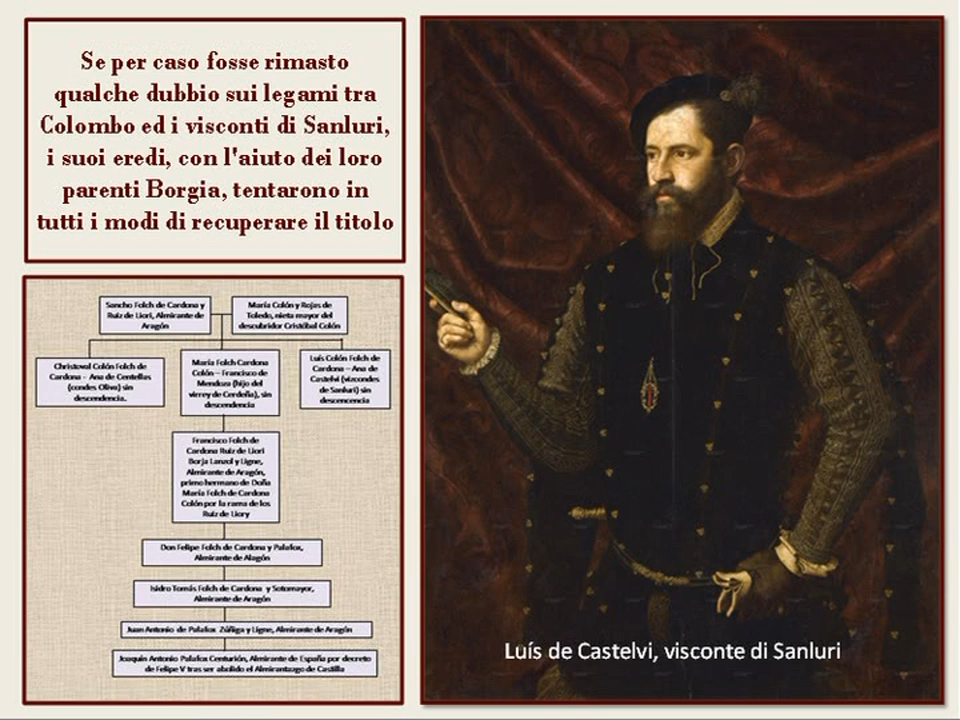 Se per caso fosse rimasto
qualche dubbio sui legami tra
Colombo ed i visconti di Sanluri,
i suoi eredi, con l'aiuto dei loro
parenti Borgia, tentarono in
tutti i modi di recuperare il titolo
Sancho Folch de Cardona y
Ruiz de Liori, Almirante de
Aragón
María Colón y Rojas de
Toledo, nieta mayor del
descubridor Cristóbal Colón
Christoval Colón Folch de
Cardona - Ana de Centellas
(condes Oliva) sin
descendencia.
María Folch Cardona
Colón – Francisco de
Mendoza (hijo del
virrey de Cerdeña), sin
descendencia
Luís Colón Folch de
Cardona – Ana de
Castelvi (vizcondes
de Sanluri) sin
descencencia
Francisco Folch de
Cardona Ruiz de Liori
Borja Lanzol y Ligne,
Almirante de Aragón,
primo hermano de Doña
María Folch de Cardona
Colón por la rama de los
Ruiz de Liory
Don Felipe Folch de Cardona y Palafox,
Almirante de Alagón
Isidro Tomás Folch de Cardona y Sotomayor,
Almirante de Aragón
Juan Antonio de Palafox Zúñiga y Ligne, Almirante de Aragón
Joaquín Antonio Palafox Centurión, Almirante de España por decreto
de Felipe V tras ser abolido el Almirantazgo de Castilla
Luís de Castelvi, visconte di Sanluri